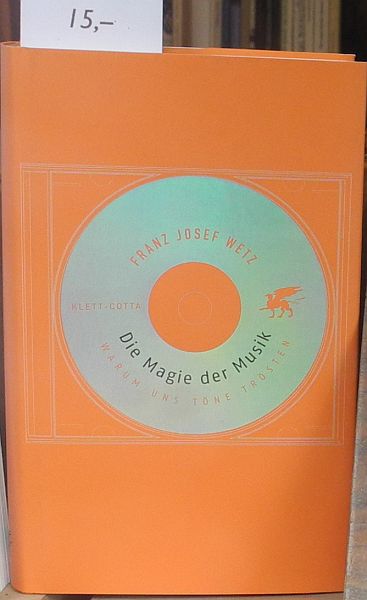 15,–
FRANZ JOSEF WETZ
KLETT-COTTA
Die Magie der Musik
WARUM UNS TÖNE TRÖSTEN